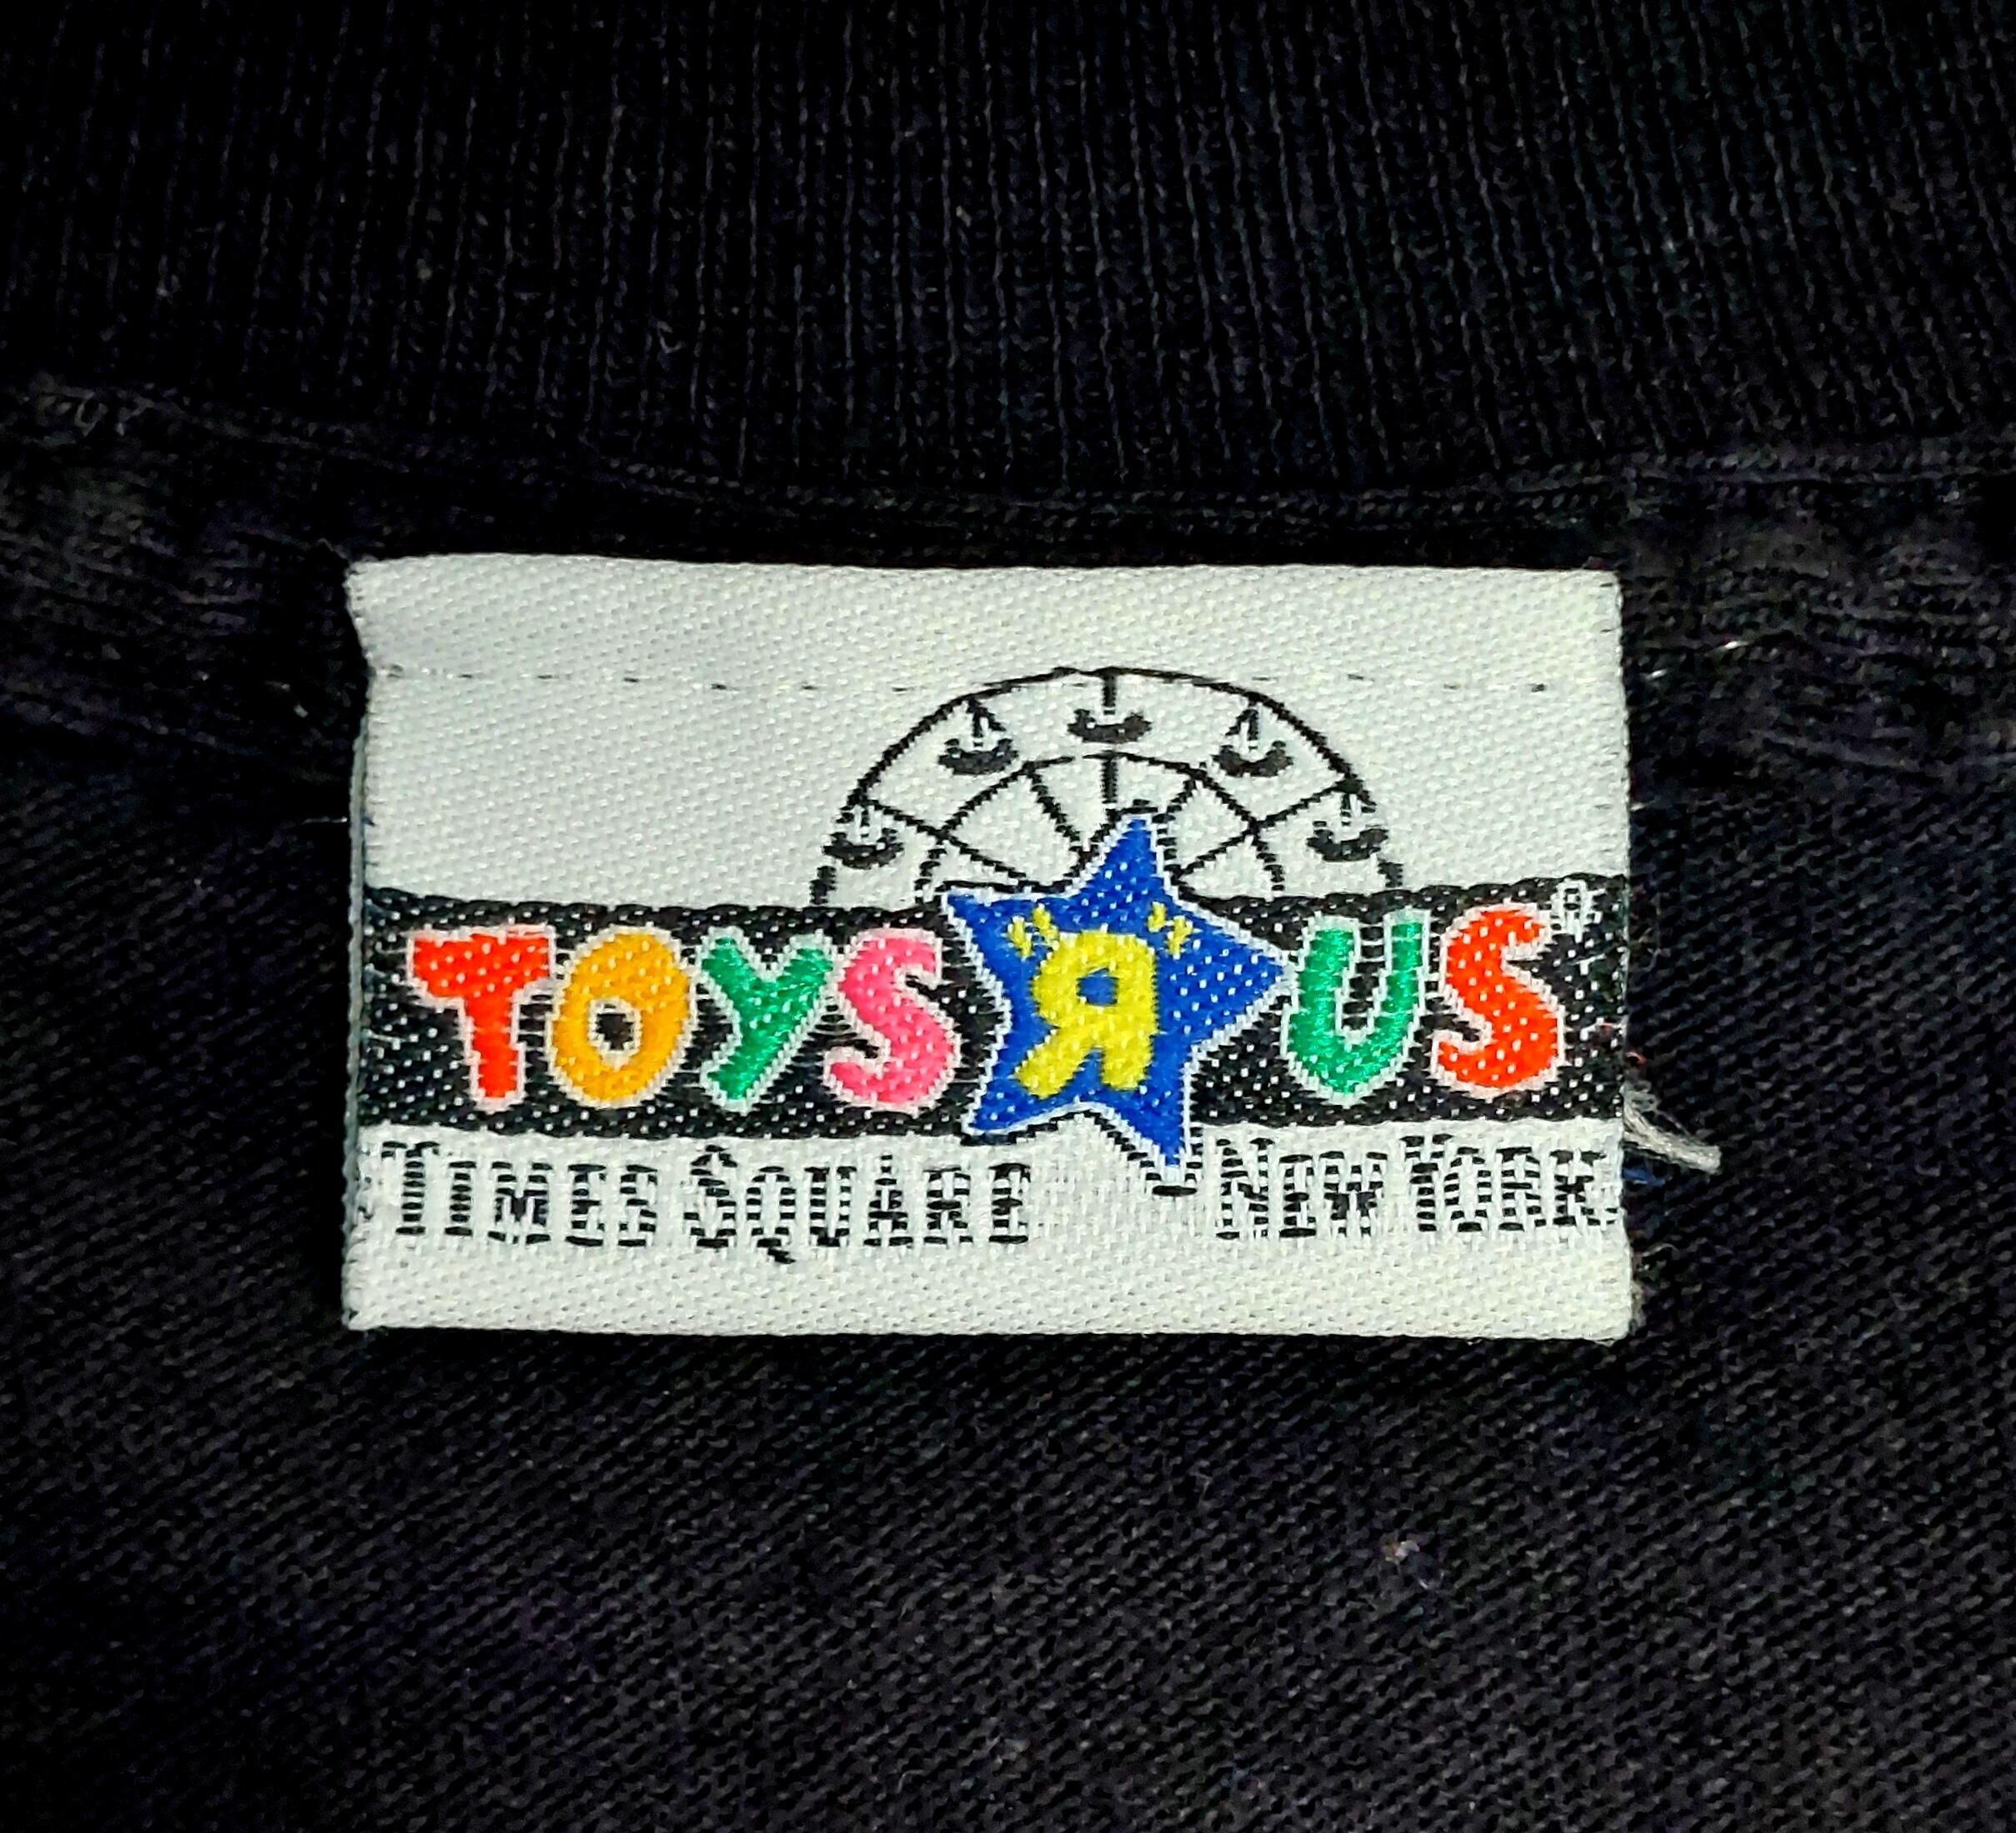 TOYS "Я" US®
TIMES SQUARE NEW YORK